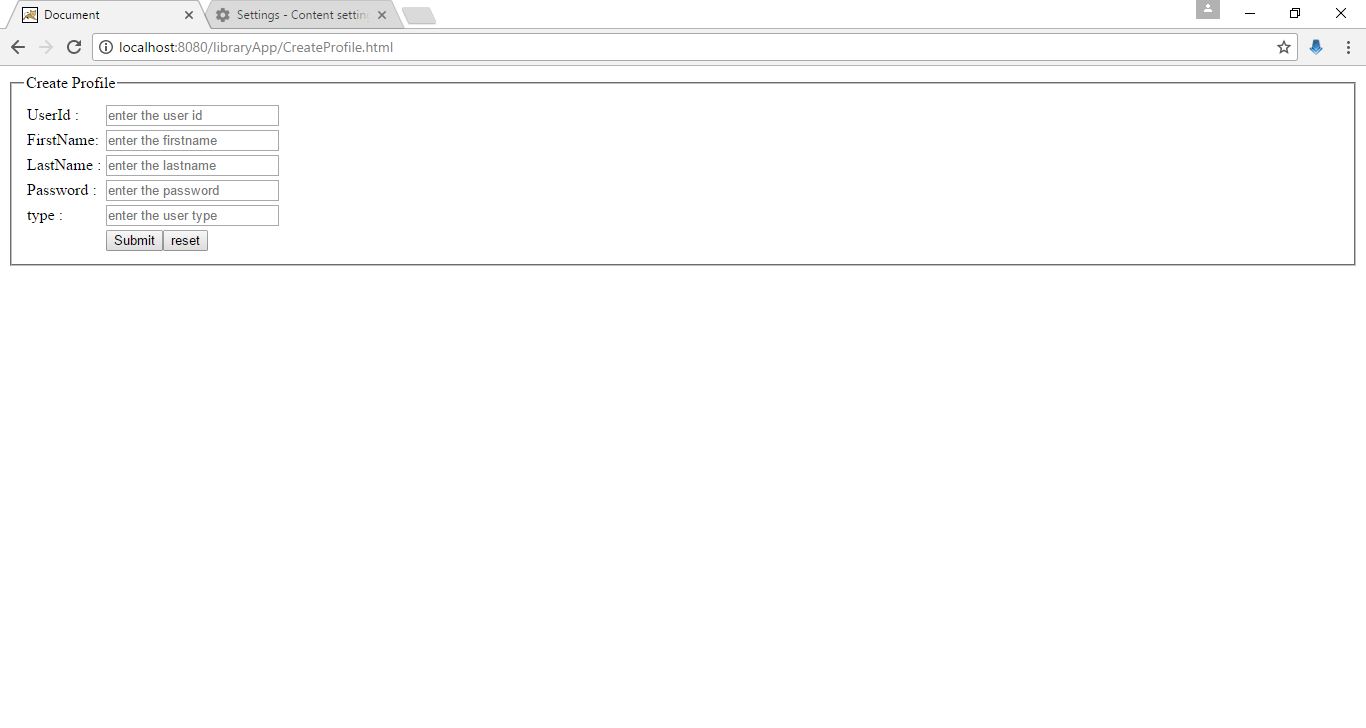 Document
Settings - Content setting
localhost:8080/libraryApp/CreateProfile.html
Create Profile
UserId : enter the user id
FirstName: enter the firstname
LastName : enter the lastname
Password : enter the password
type : enter the user type
Submit reset